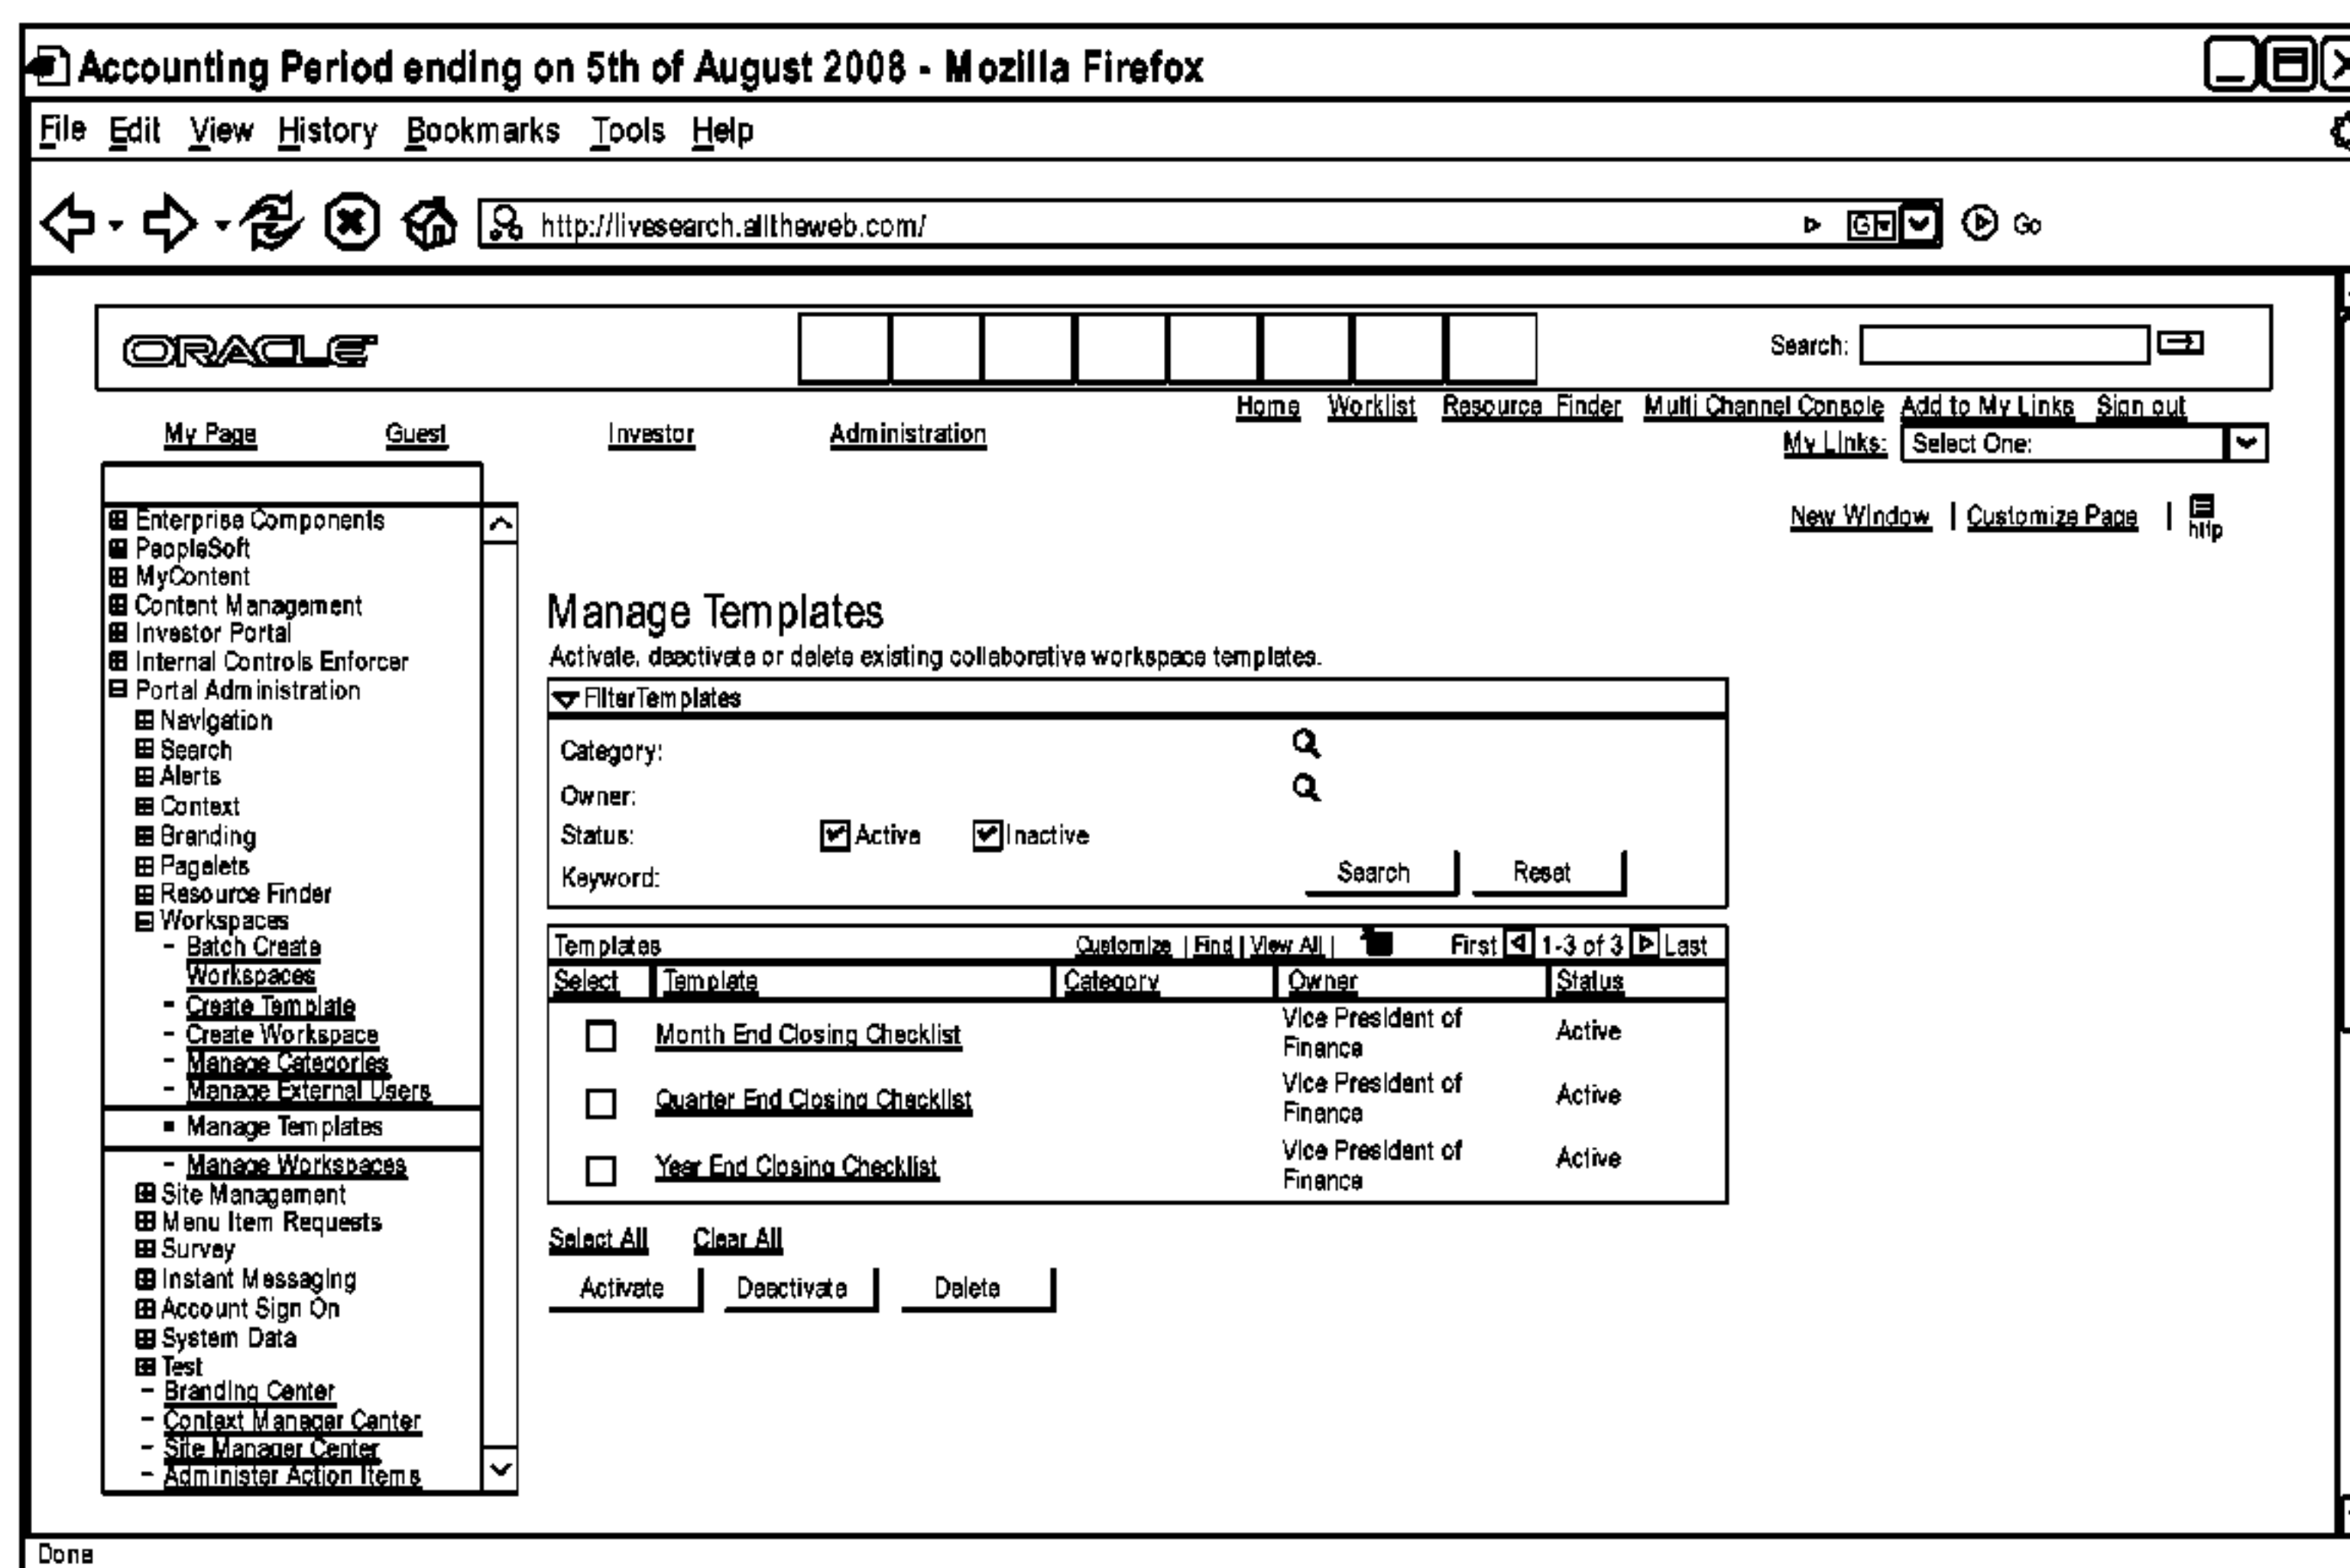 Accounting Period ending on 5th of August 2008 - Mozilla Firefox
File Edit View History Bookmarks Tools Help
http://livesearch.alltheweb.com/ G Go
ORACLE Search:
Home Worklist Resource Finder Multi Channel Console Add to My Links Sign out
My Page Guest Investor Administration
My Links: Select One:
New Window | Customize Page | http
Enterprise Components
PeopleSoft
MyContent
Content Management
Investor Portal
Internal Controls Enforcer
Portal Administration
Navigation
Search
Alerts
Context
Branding
Pagelets
Resource Finder
Workspaces
- Batch Create
Workspaces
- Create Template
- Create Workspace
- Manage Categories
- Manage External Users
▪ Manage Templates
- Manage Workspaces
Site Management
Menu Item Requests
Survey
Instant Messaging
Account Sign On
System Data
Test
- Branding Center
- Context Manager Center
- Site Manager Center
- Administer Action Items
Manage Templates
Activate, deactivate or delete existing collaborative workspace templates.
FilterTemplates
Category:
Owner:
Status: Active Inactive
Keyword: Search Reset
Templates Customize | Find | View All | First 1-3 of 3 Last
Select Template Category Owner Status
Month End Closing Checklist Vice President of Finance Active
Quarter End Closing Checklist Vice President of Finance Active
Year End Closing Checklist Vice President of Finance Active
Select All Clear All
Activate Deactivate Delete
Done